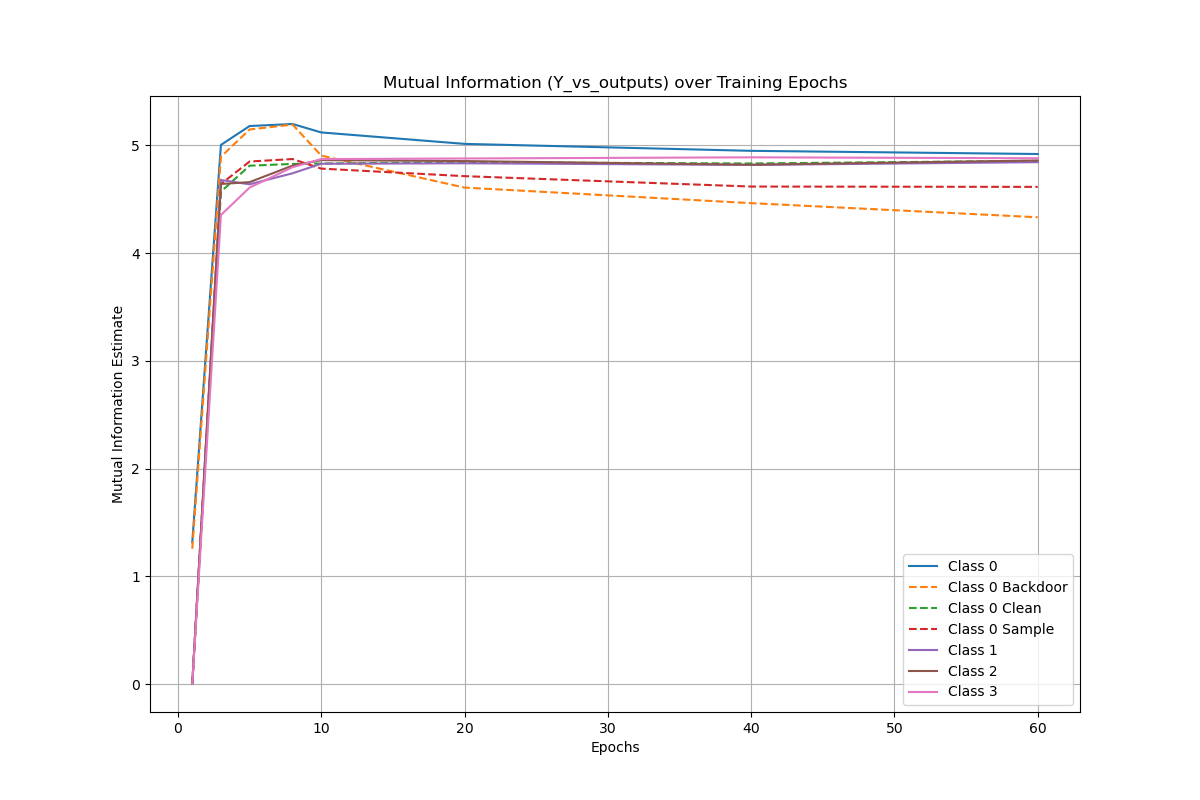 Mutual Information (Y_vs_outputs) over Training Epochs
Mutual Information Estimate
5
4
3
2
1
0
0 10 20 30 40 50 60
Epochs
Class 0
Class 0 Backdoor
Class 0 Clean
Class 0 Sample
Class 1
Class 2
Class 3